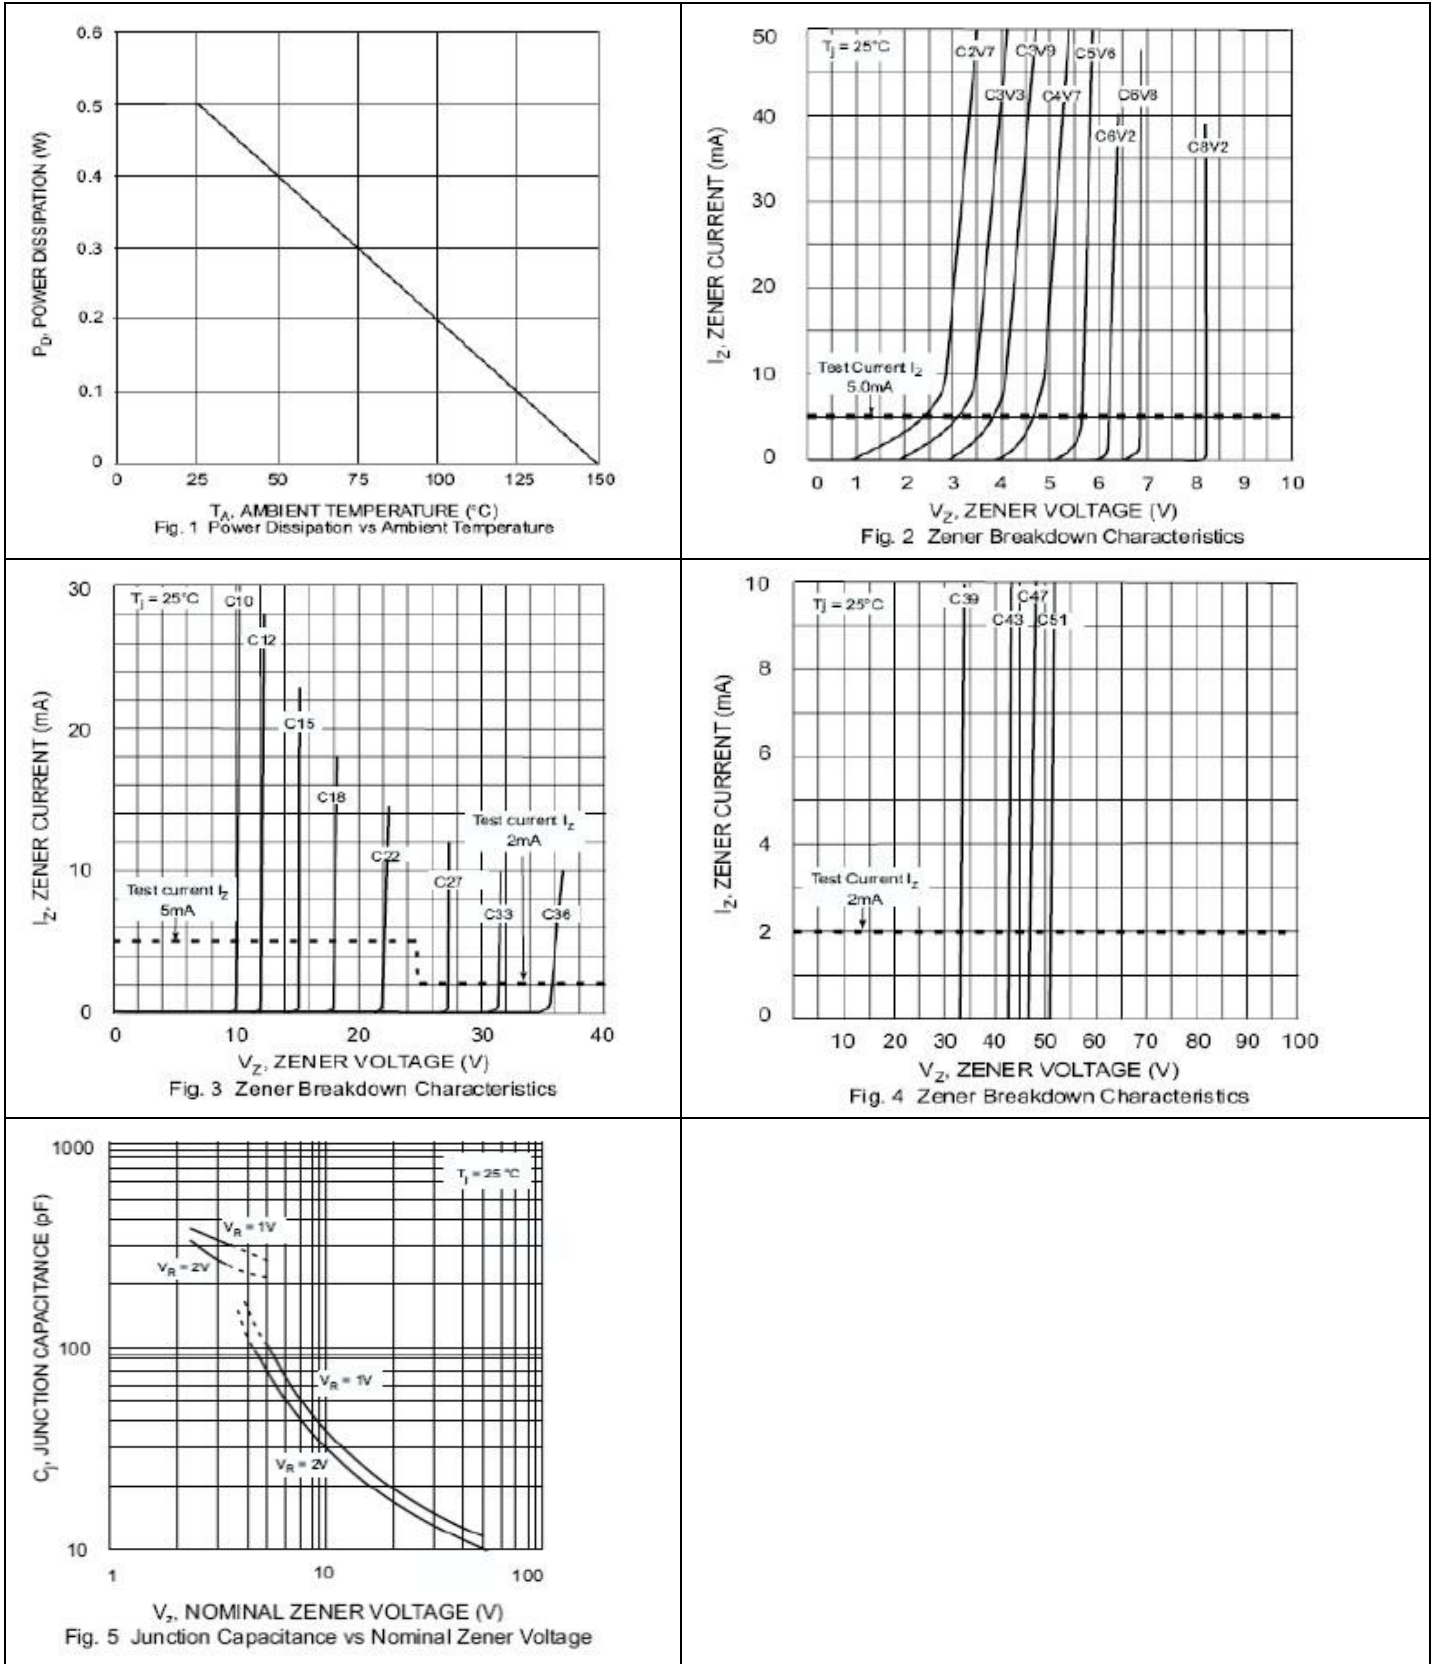 0.6
0.5
0.4
0.3
0.2
0.1
0
P_D, POWER DISSIPATION (W)
0 25 50 75 100 125 150
T_A, AMBIENT TEMPERATURE (°C)
Fig. 1 Power Dissipation vs Ambient Temperature
50
40
30
20
10
0
I_Z, ZENER CURRENT (mA)
T_j = 25°C
C2V7
C3V9
C5V6
C3V3
C4V7
C6V8
C6V2
C8V2
Test Current I_Z
5.0mA
0 1 2 3 4 5 6 7 8 9 10
V_Z, ZENER VOLTAGE (V)
Fig. 2 Zener Breakdown Characteristics
30
20
10
0
I_Z, ZENER CURRENT (mA)
T_j = 25°C
C10
C12
C15
C18
Test current I_Z
2mA
C22
C27
Test current I_Z
5mA
C33
C36
0 10 20 30 40
V_Z, ZENER VOLTAGE (V)
Fig. 3 Zener Breakdown Characteristics
10
8
6
4
2
0
I_Z, ZENER CURRENT (mA)
Tj = 25°C
C39
C47
C43
C51
Test Current I_Z
2mA
10 20 30 40 50 60 70 80 90 100
V_Z, ZENER VOLTAGE (V)
Fig. 4 Zener Breakdown Characteristics
1000
100
10
C_j, JUNCTION CAPACITANCE (pF)
T_j = 25 °C
V_R = 1V
V_R = 2V
V_R = 1V
V_R = 2V
1 10 100
V_z, NOMINAL ZENER VOLTAGE (V)
Fig. 5 Junction Capacitance vs Nominal Zener Voltage